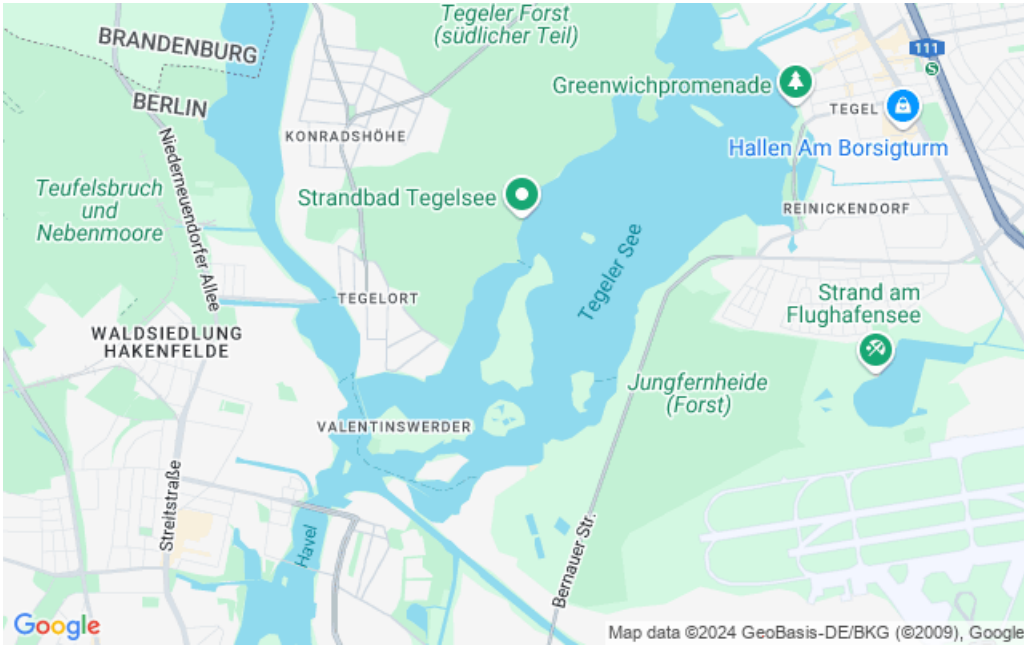 Tegeler Forst
(südlicher Teil)
BRANDENBURG
111
S
Greenwichpromenade
BERLIN
TEGEL
KONRADSHÖHE
Hallen Am Borsigturm
Niederneuendorfer Allee
Teufelsbruch
und
Nebenmoore
Strandbad Tegelsee
REINICKENDORF
Tegeler See
TEGELORT
Strand am
Flughafensee
WALDSIEDLUNG
HAKENFELDE
Jungfernheide
(Forst)
VALENTINSWERDER
Streitstraße
Havel
Bernauer Str.
Google
Map data ©2024 GeoBasis-DE/BKG (©2009), Google